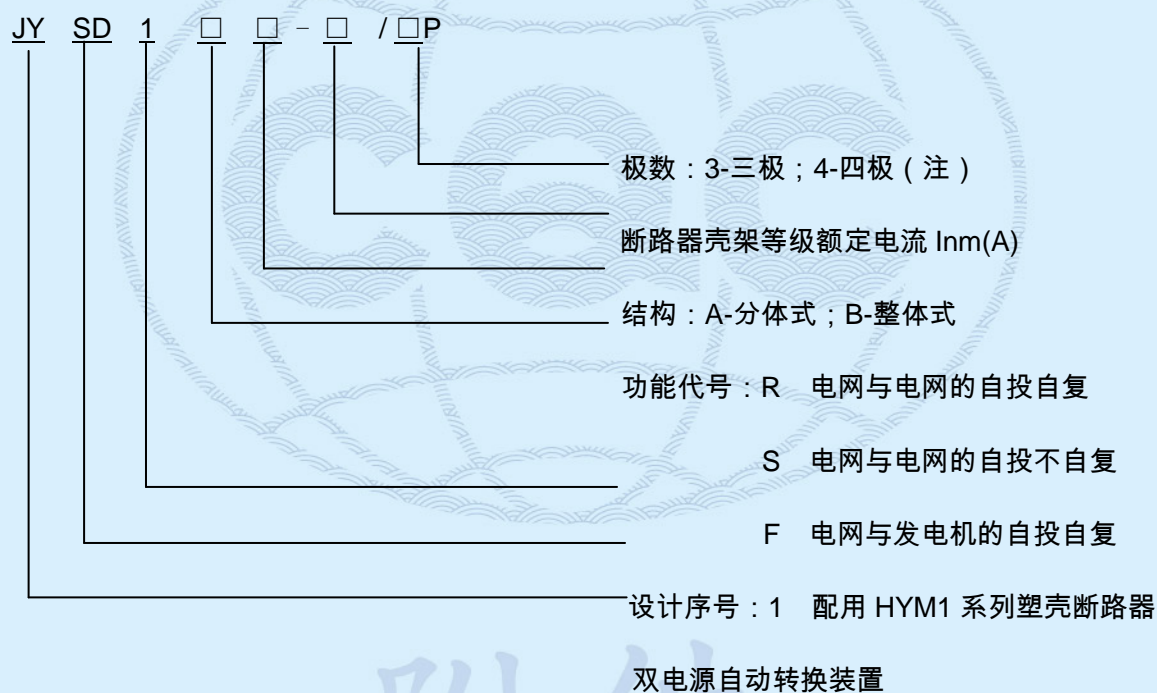 JY SD 1 □ □ - □ / □P
极数：3-三极；4-四极（注）
断路器壳架等级额定电流 Inm(A)
结构：A-分体式；B-整体式
功能代号：R 电网与电网的自投自复
S 电网与电网的自投不自复
F 电网与发电机的自投自复
设计序号：1 配用 HYM1 系列塑壳断路器
双电源自动转换装置